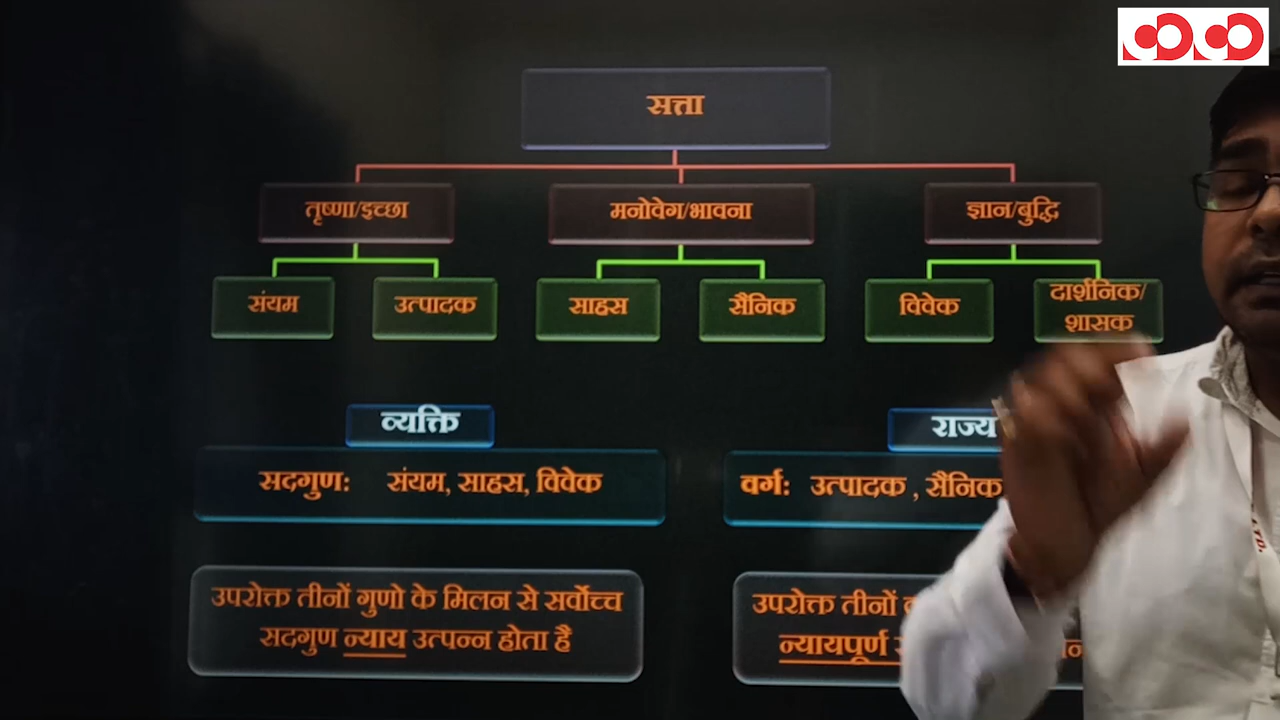 सत्ता
तृष्णा/इच्छा
मनोवेग/भावना
ज्ञान/बुद्धि
संयम
उत्पादक
साहस
सैनिक
विवेक
दार्शनिक/
शासक
व्यक्ति
राज्य
सदगुण: संयम, साहस, विवेक
वर्ग: उत्पादक , सैनिक
उपरोक्त तीनों गुणो के मिलन से सर्वोच्च
सदगुण न्याय उत्पन्न होता है
उपरोक्त तीनों
न्यायपूर्ण
LTD.